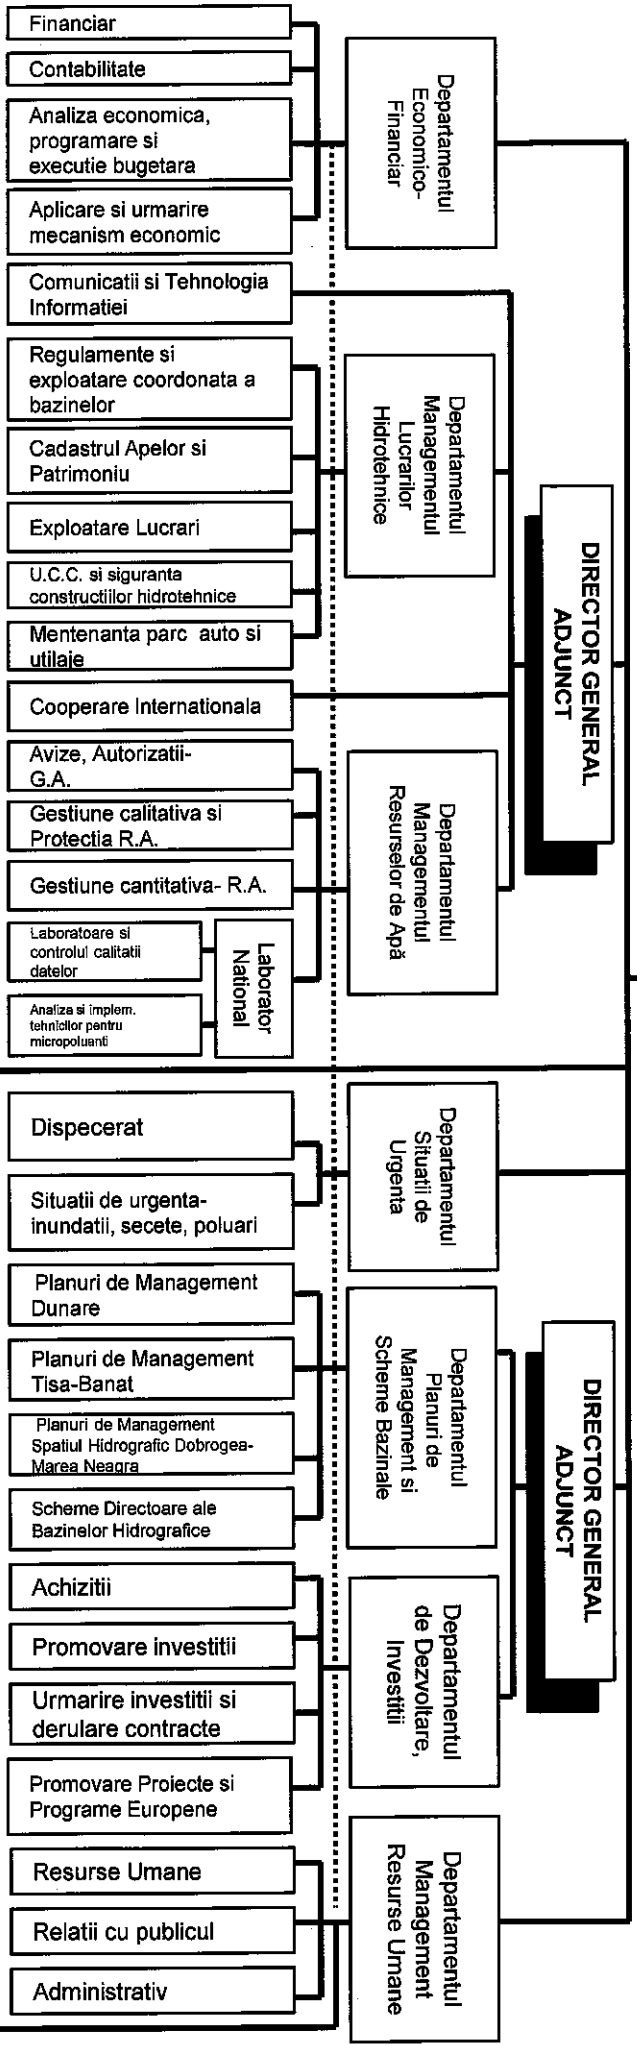 Financiar
Contabilitate
Analiza economica,
programare si
executie bugetara
Aplicare si urmarire
mecanism economic
Departamentul
Economico-
Financiar
Comunicatii si Tehnologia
Informatiei
Regulamente si
exploatare coordonata a
bazinelor
Cadastrul Apelor si
Patrimoniu
Exploatare Lucrari
U.C.C. si siguranta
constructiilor hidrotehnice
Mentenanta parc auto si
utilaje
Departamentul
Managementul
Lucrarilor
Hidrotehnice
DIRECTOR GENERAL
ADJUNCT
Cooperare Internationala
Avize, Autorizatii-
G.A.
Gestiune calitativa si
Protectia R.A.
Gestiune cantitativa- R.A.
Laboratoare si
controlul calitatii
datelor
Analiza si implem.
tehnicilor pentru
micropoluanti
Laborator
National
Departamentul
Managementul
Resurselor de Apă
Dispecerat
Situatii de urgenta-
inundatii, secete, poluari
Departamentul
Situatii de
Urgenta
Planuri de Management
Dunare
Planuri de Management
Tisa-Banat
Planuri de Management
Spatiul Hidrografic Dobrogea-
Marea Neagra
Scheme Directoare ale
Bazinelor Hidrografice
Departamentul
Planuri de
Management si
Scheme Bazinale
DIRECTOR GENERAL
ADJUNCT
Achizitii
Promovare investitii
Urmarire investitii si
derulare contracte
Promovare Proiecte si
Programe Europene
Departamentul
de Dezvoltare,
Investitii
Resurse Umane
Relatii cu publicul
Administrativ
Departamentul
Management
Resurse Umane